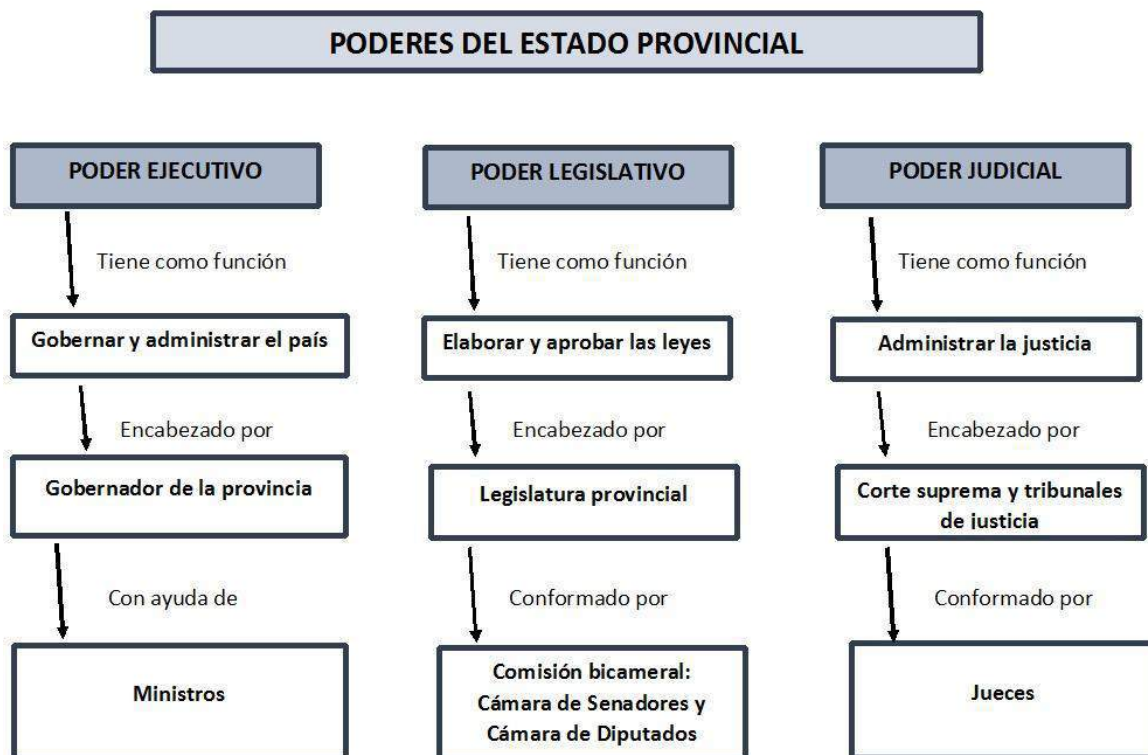 PODERES DEL ESTADO PROVINCIAL
PODER EJECUTIVO
Tiene como función
Gobernar y administrar el país
Encabezado por
Gobernador de la provincia
Con ayuda de
Ministros
PODER LEGISLATIVO
Tiene como función
Elaborar y aprobar las leyes
Encabezado por
Legislatura provincial
Conformado por
Comisión bicameral:
Cámara de Senadores y
Cámara de Diputados
PODER JUDICIAL
Tiene como función
Administrar la justicia
Encabezado por
Corte suprema y tribunales
de justicia
Conformado por
Jueces